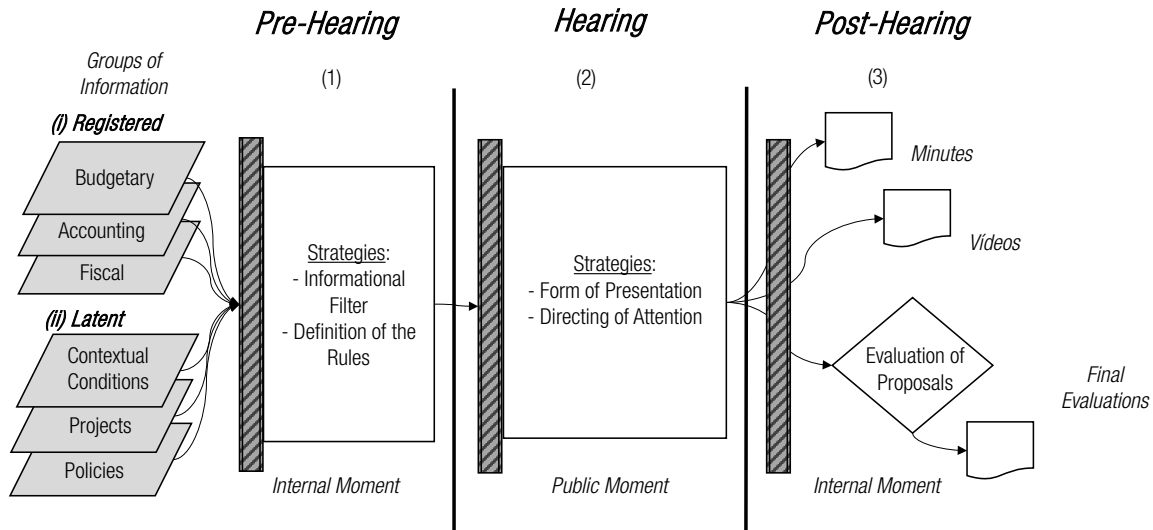 Pre-Hearing
Hearing
Post-Hearing
Groups of
Information
(1)
(2)
(3)
(i) Registered
Budgetary
Accounting
Fiscal
(ii) Latent
Contextual
Conditions
Projects
Policies
Strategies:
- Informational
Filter
- Definition of the
Rules
Internal Moment
Strategies:
- Form of Presentation
- Directing of Attention
Public Moment
Minutes
Vídeos
Evaluation of
Proposals
Final
Evaluations
Internal Moment